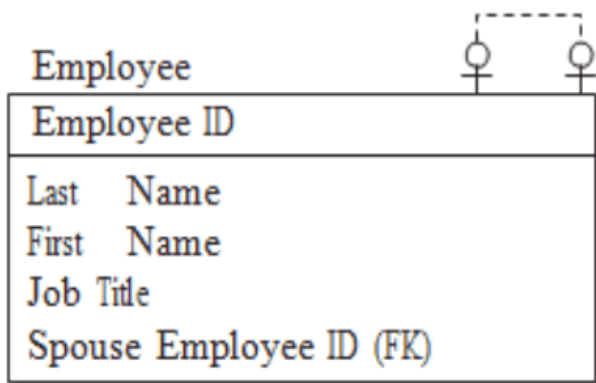 Employee
Employee ID
Last Name
First Name
Job Title
Spouse Employee ID (FK)